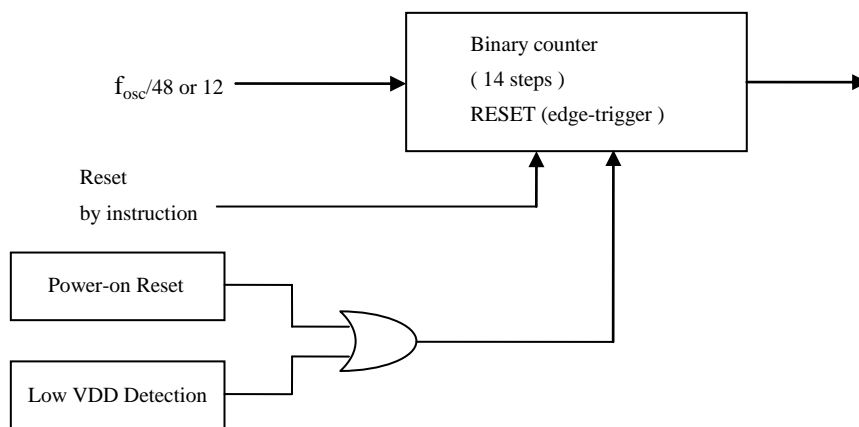 Binary counter
( 14 steps )
RESET (edge-trigger )
fosc/48 or 12
Reset
by instruction
Power-on Reset
Low VDD Detection